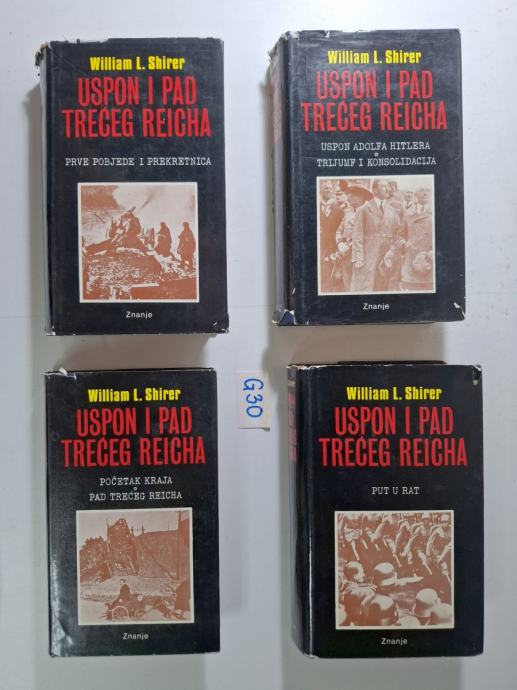 William L. Shirer
USPON I PAD
TREĆEG REICHA
PRVE POBJEDE I PREKRETNICA
Znanje
William L. Shirer
USPON I PAD
TREĆEG REICHA
USPON ADOLFA HITLERA
TRIJUMF I KONSOLIDACIJA
Znanje
William L. Shirer
USPON I PAD
TREĆEG REICHA
POČETAK KRAJA
PAD TREĆEG REICHA
Znanje
G30
William L. Shirer
USPON I PAD
TREĆEG REICHA
PUT U RAT
Znanje